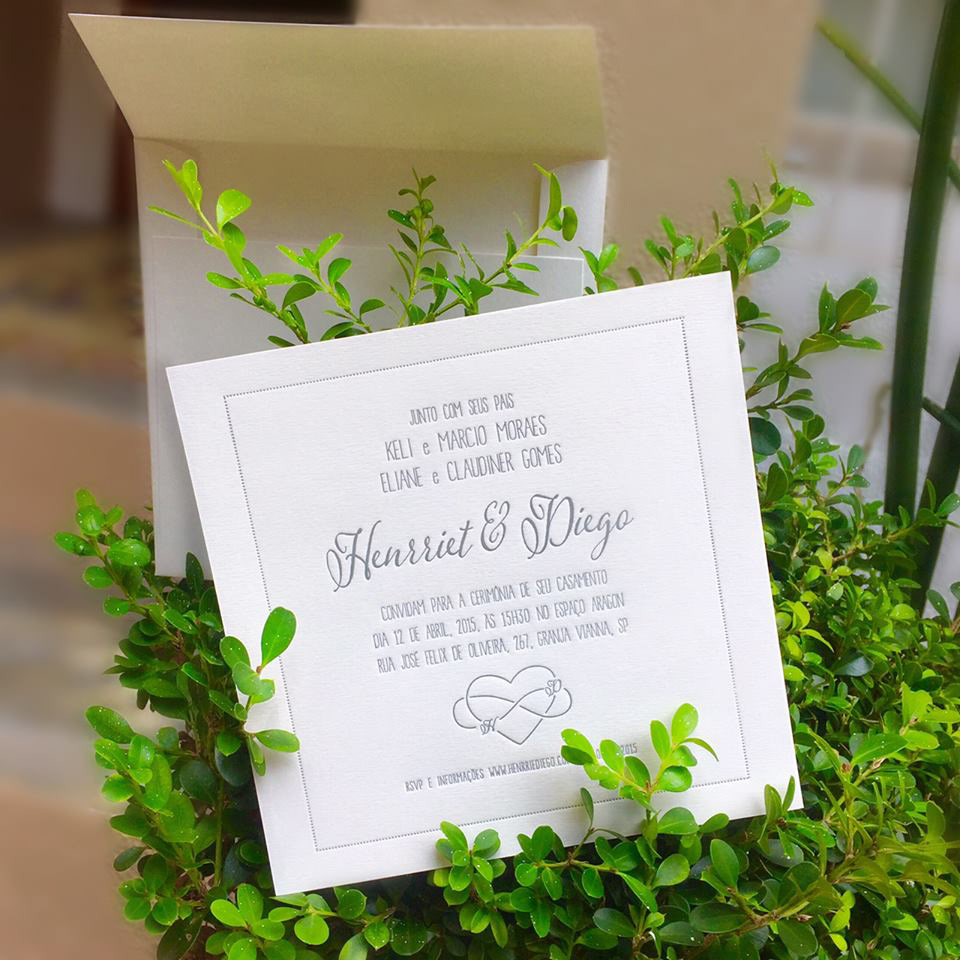 JUNTO COM SEUS PAIS
KELI e MARCIO MORAES
ELIANE e CLAUDINER GOMES
Henrriet & Diego
CONVIDAM PARA A CERIMÔNIA DE SEU CASAMENTO
DIA 12 DE ABRIL, 2015, ÀS 15H30 NO ESPAÇO ARAGON
RUA JOSÉ FELIX DE OLIVEIRA, 267, GRANJA VIANNA, SP
H D
RSVP E INFORMAÇÕES